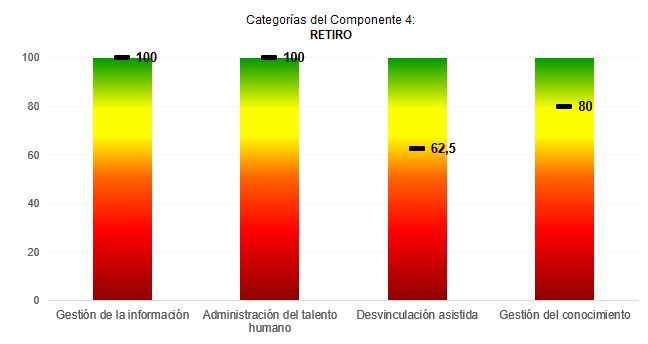 Categorías del Componente 4:
RETIRO
100
80
60
40
20
0
100
100
62,5
80
Gestión de la información
Administración del talento
humano
Desvinculación asistida
Gestión del conocimiento